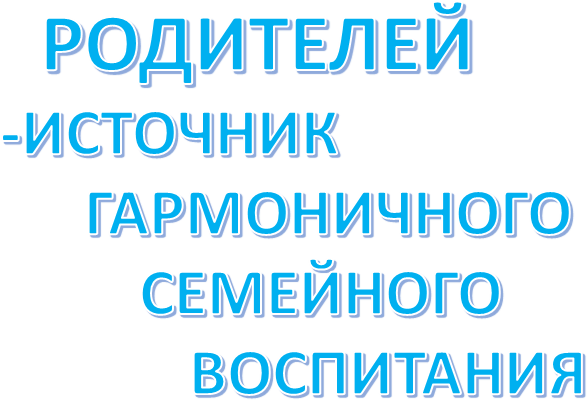 РОДИТЕЛЕЙ
-ИСТОЧНИК
ГАРМОНИЧНОГО
СЕМЕЙНОГО
ВОСПИТАНИЯ